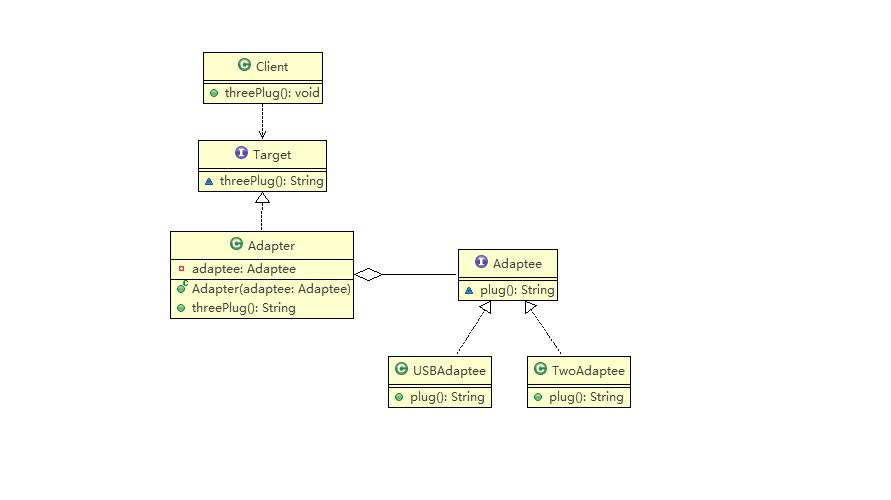 Client
threePlug(): void
Target
threePlug(): String
Adapter
adaptee: Adaptee
Adapter(adaptee: Adaptee)
threePlug(): String
Adaptee
plug(): String
USBAdaptee
plug(): String
TwoAdaptee
plug(): String